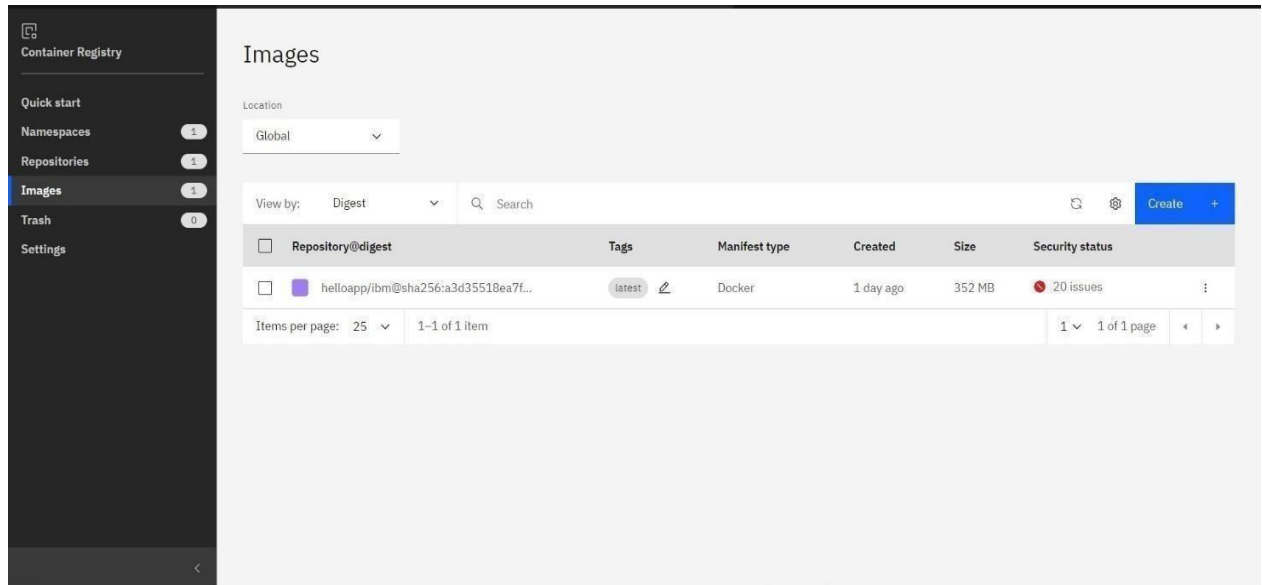 Container Registry
Quick start
Namespaces 1
Repositories 1
Images 1
Trash 0
Settings
Images
Location
Global
View by: Digest Search Create +
Repository@digest Tags Manifest type Created Size Security status
helloapp/ibm@sha256:a3d35518ea7f... latest Docker 1 day ago 352 MB 20 issues
Items per page: 25 1–1 of 1 item 1 1 of 1 page